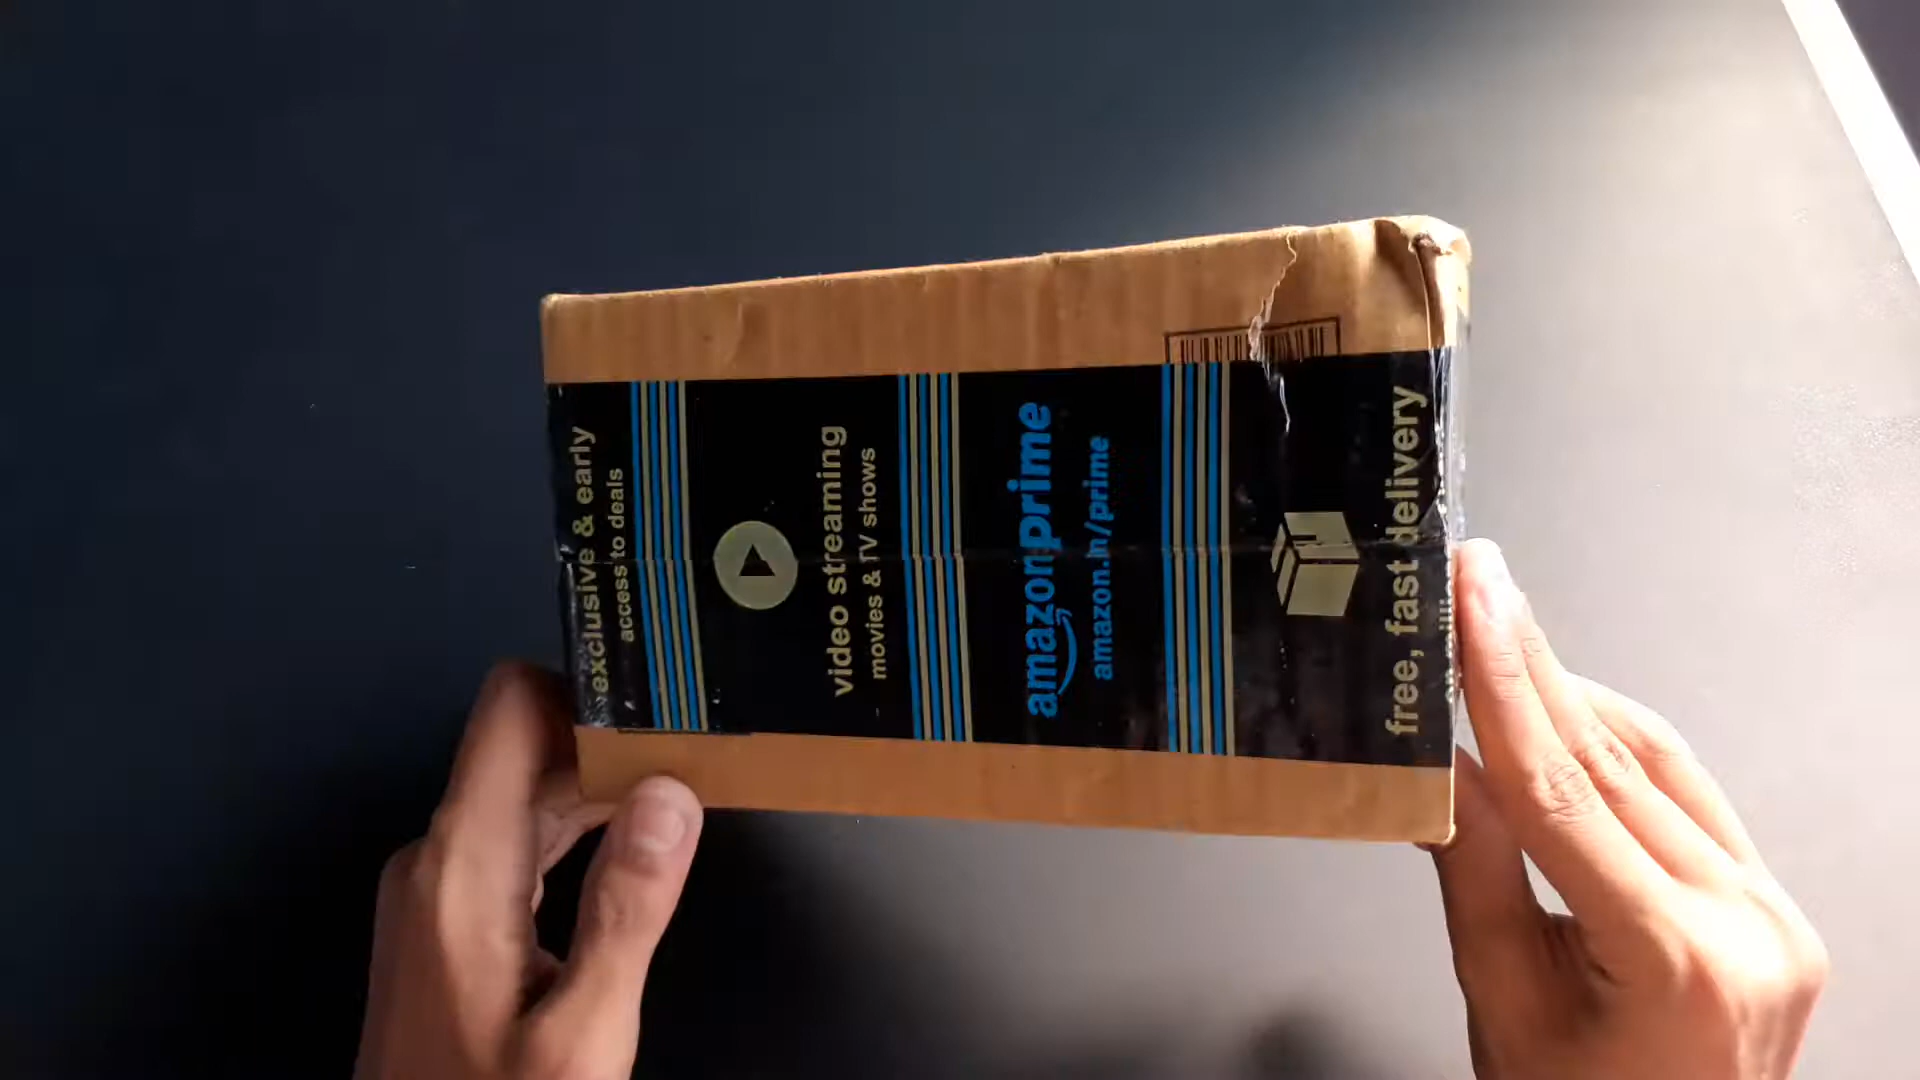 exclusive & early
access to deals
video streaming
movies & TV shows
amazonprime
amazon.in/prime
free, fast delivery